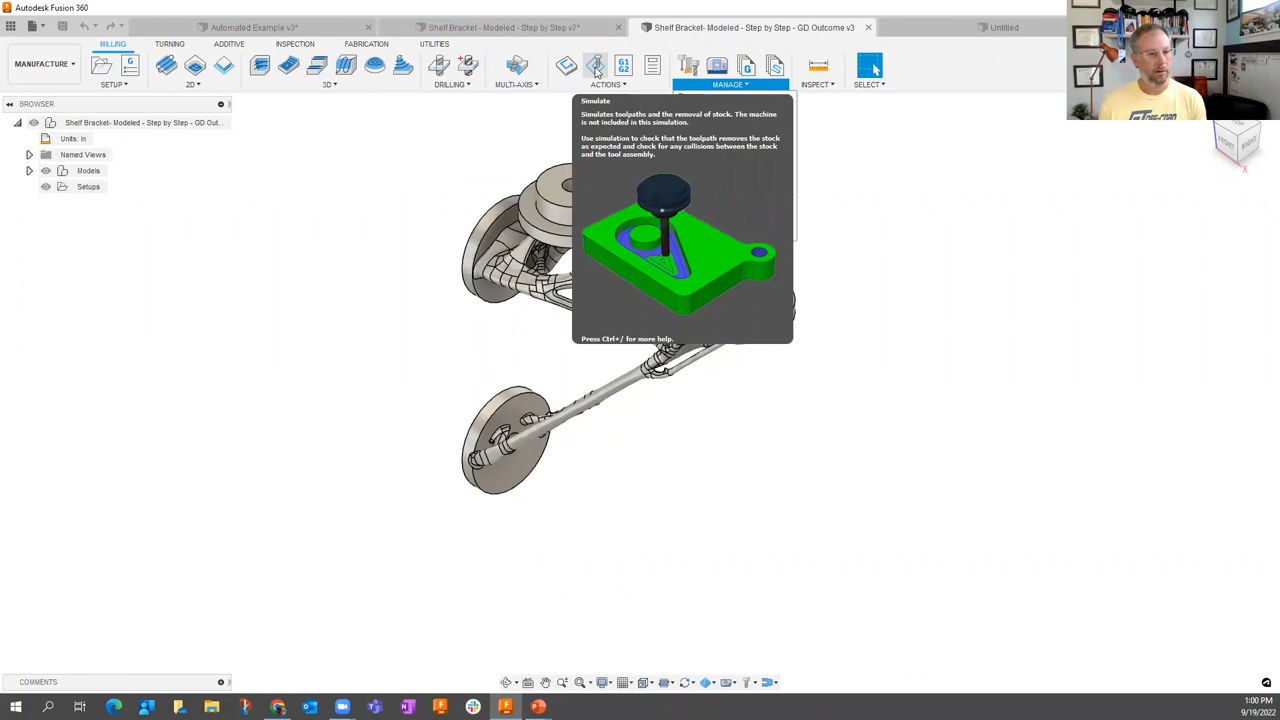 Autodesk Fusion 360
Automated Example v3*
Shelf Bracket- Modeled - Step by Step v7*
Shelf Bracket- Modeled - Step by Step - GD Outcome v3
Untitled
MILLING
TURNING
ADDITIVE
INSPECTION
FABRICATION
UTILITIES
MANUFACTURE
G1
G2
SETUP
2D
3D
DRILLING
MULTI-AXIS
ACTIONS
MANAGE
INSPECT
SELECT
BROWSER
Shelf Bracket- Modeled - Step by Step - GD Out...
Units: in
Named Views
Models
Setups
Simulate
Simulates toolpaths and the removal of stock. The machine
is not included in this simulation.
Use simulation to check that the toolpath removes the stock
as expected and check for any collisions between the stock
and the tool assembly.
Press Ctrl+/ for more help.
FRONT
RIGHT
X
COMMENTS
1:00 PM
9/19/2022